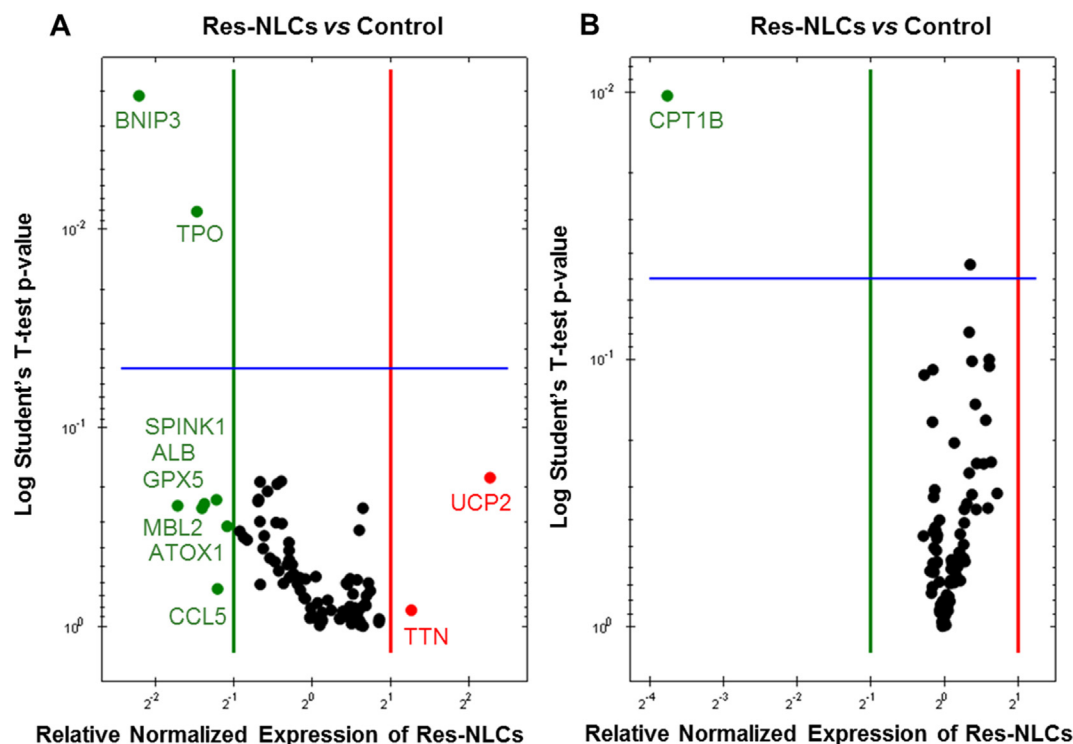 A
Res-NLCs vs Control
Log Student's T-test p-value
10⁻²
10⁻¹
10⁰
BNIP3
TPO
SPINK1
ALB
GPX5
MBL2
ATOX1
CCL5
UCP2
TTN
2⁻²
2⁻¹
2⁰
2¹
2²
Relative Normalized Expression of Res-NLCs
B
Res-NLCs vs Control
Log Student's T-test p-value
10⁻²
10⁻¹
10⁰
CPT1B
2⁻⁴
2⁻³
2⁻²
2⁻¹
2⁰
2¹
Relative Normalized Expression of Res-NLCs